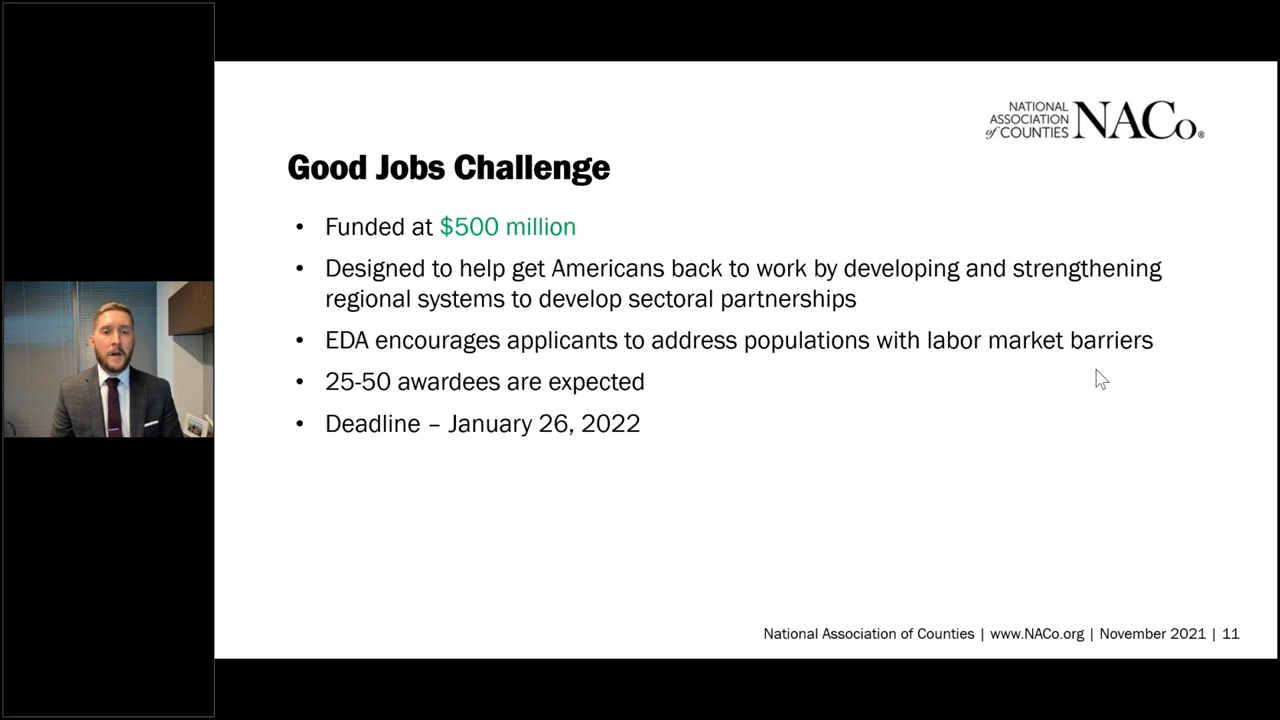 NATIONAL
ASSOCIATION
of COUNTIES
NACo.®
Good Jobs Challenge
• Funded at $500 million
• Designed to help get Americans back to work by developing and strengthening
regional systems to develop sectoral partnerships
• EDA encourages applicants to address populations with labor market barriers
• 25-50 awardees are expected
• Deadline – January 26, 2022
National Association of Counties | www.NACo.org | November 2021 | 11